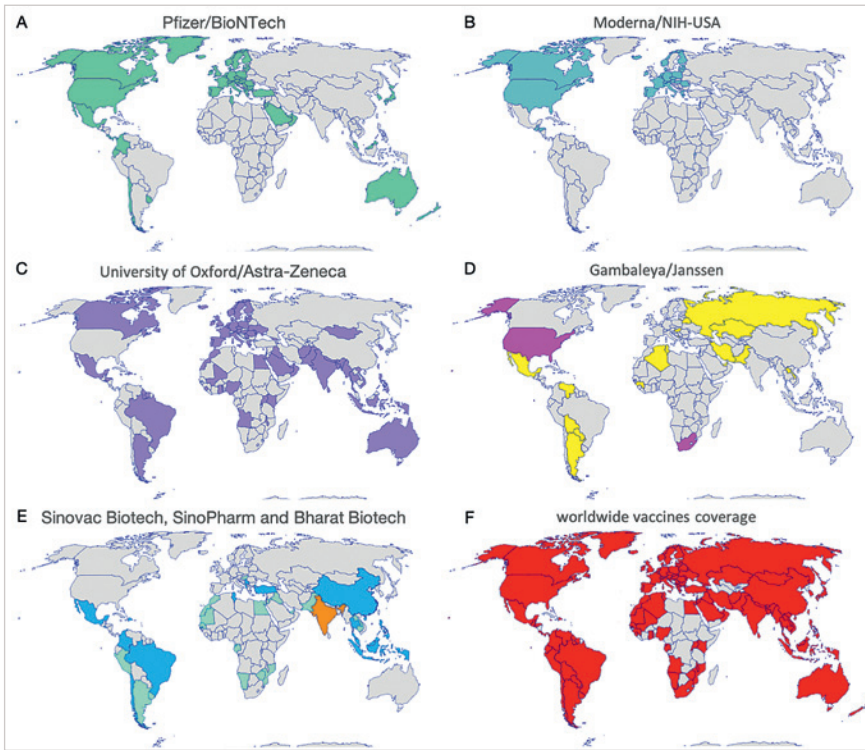 A Pfizer/BioNTech
B Moderna/NIH-USA
C University of Oxford/Astra-Zeneca
D Gambaleya/Janssen
E Sinovac Biotech, SinoPharm and Bharat Biotech
F worldwide vaccines coverage